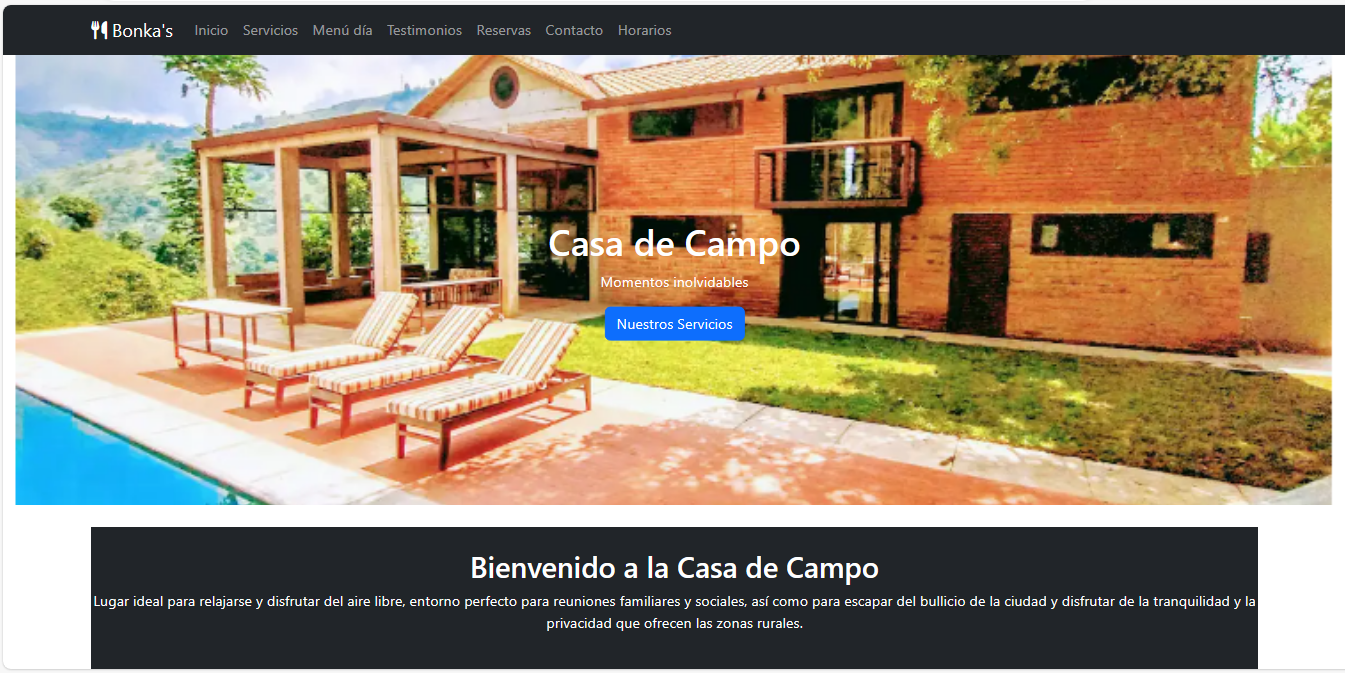 Bonka's Inicio Servicios Menú día Testimonios Reservas Contacto Horarios
Casa de Campo
Momentos inolvidables
Nuestros Servicios
Bienvenido a la Casa de Campo
Lugar ideal para relajarse y disfrutar del aire libre, entorno perfecto para reuniones familiares y sociales, así como para escapar del bullicio de la ciudad y disfrutar de la tranquilidad y la
privacidad que ofrecen las zonas rurales.